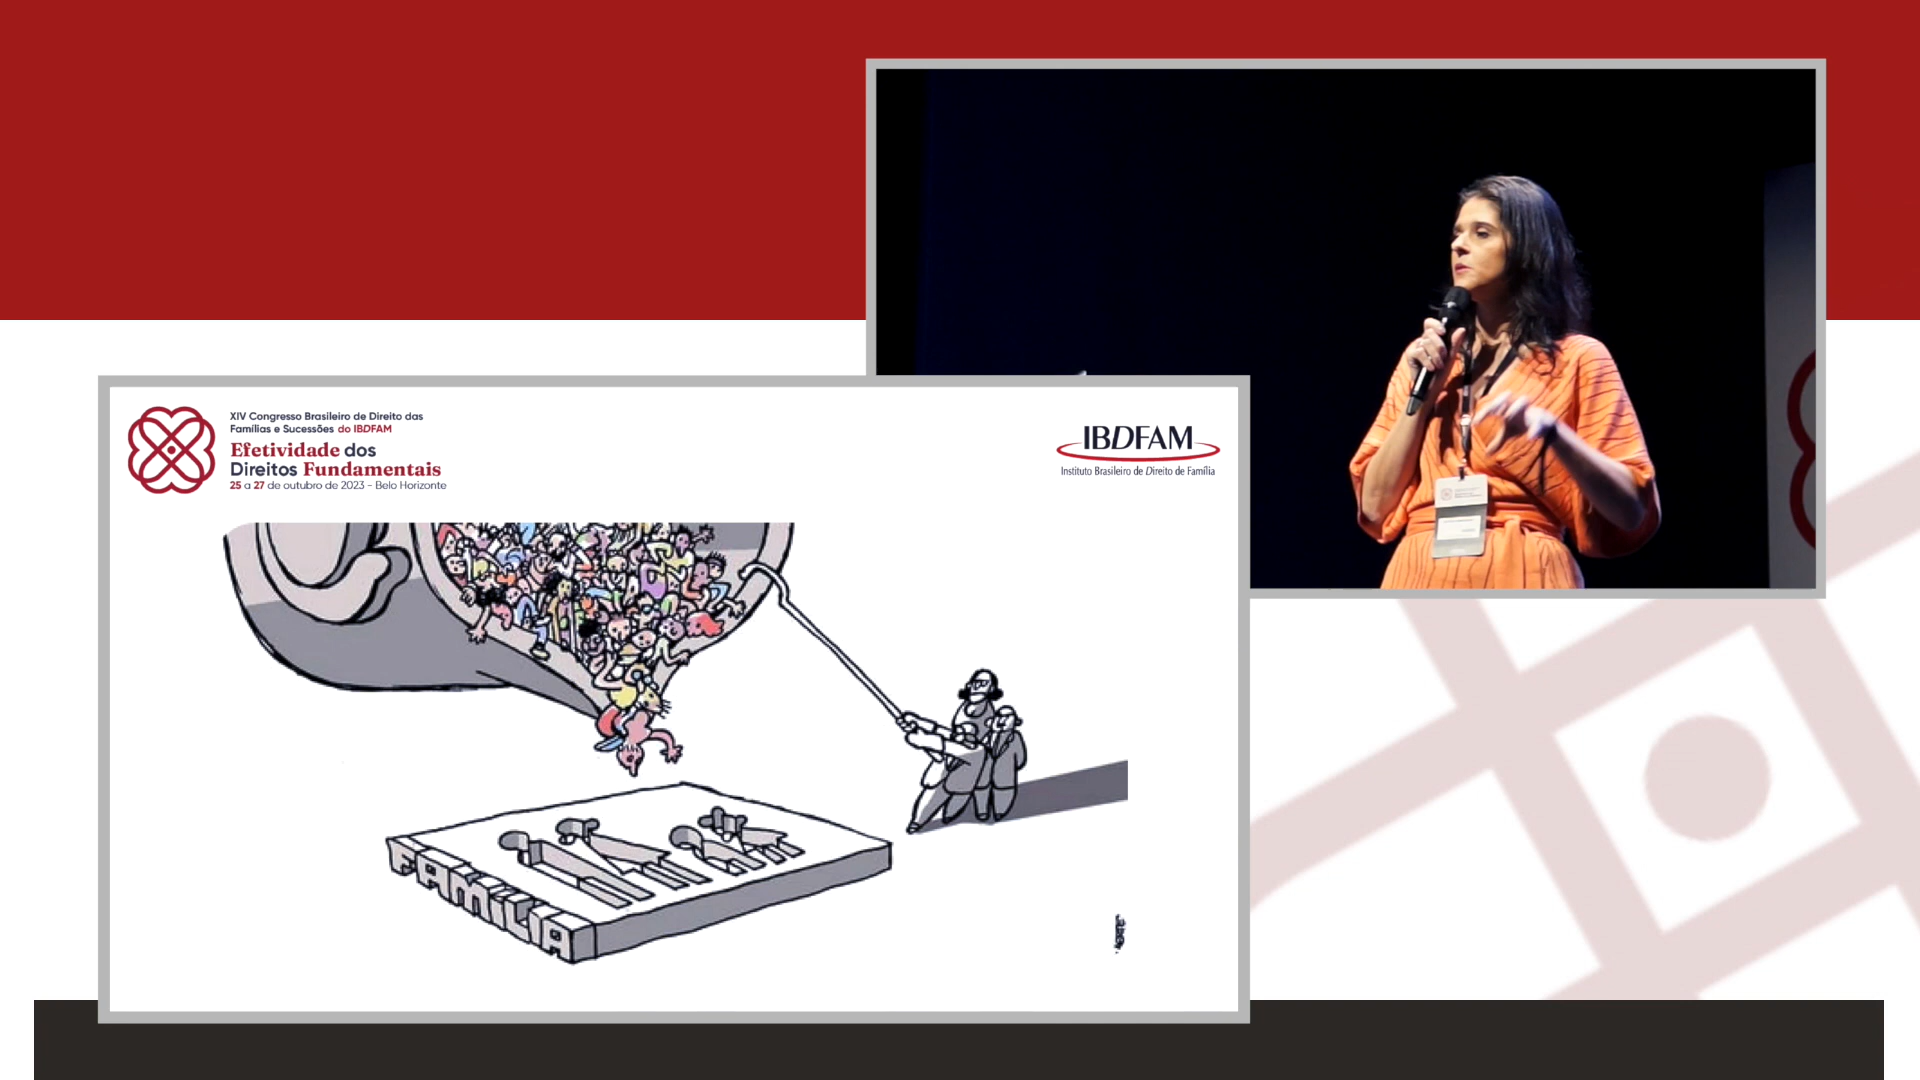 XIV Congresso Brasileiro de Direito das
Famílias e Sucessões do IBDFAM
Efetividade dos
Direitos Fundamentais
25 a 27 de outubro de 2023 - Belo Horizonte
IBDFAM
Instituto Brasileiro de Direito de Família
FAMÍLIA